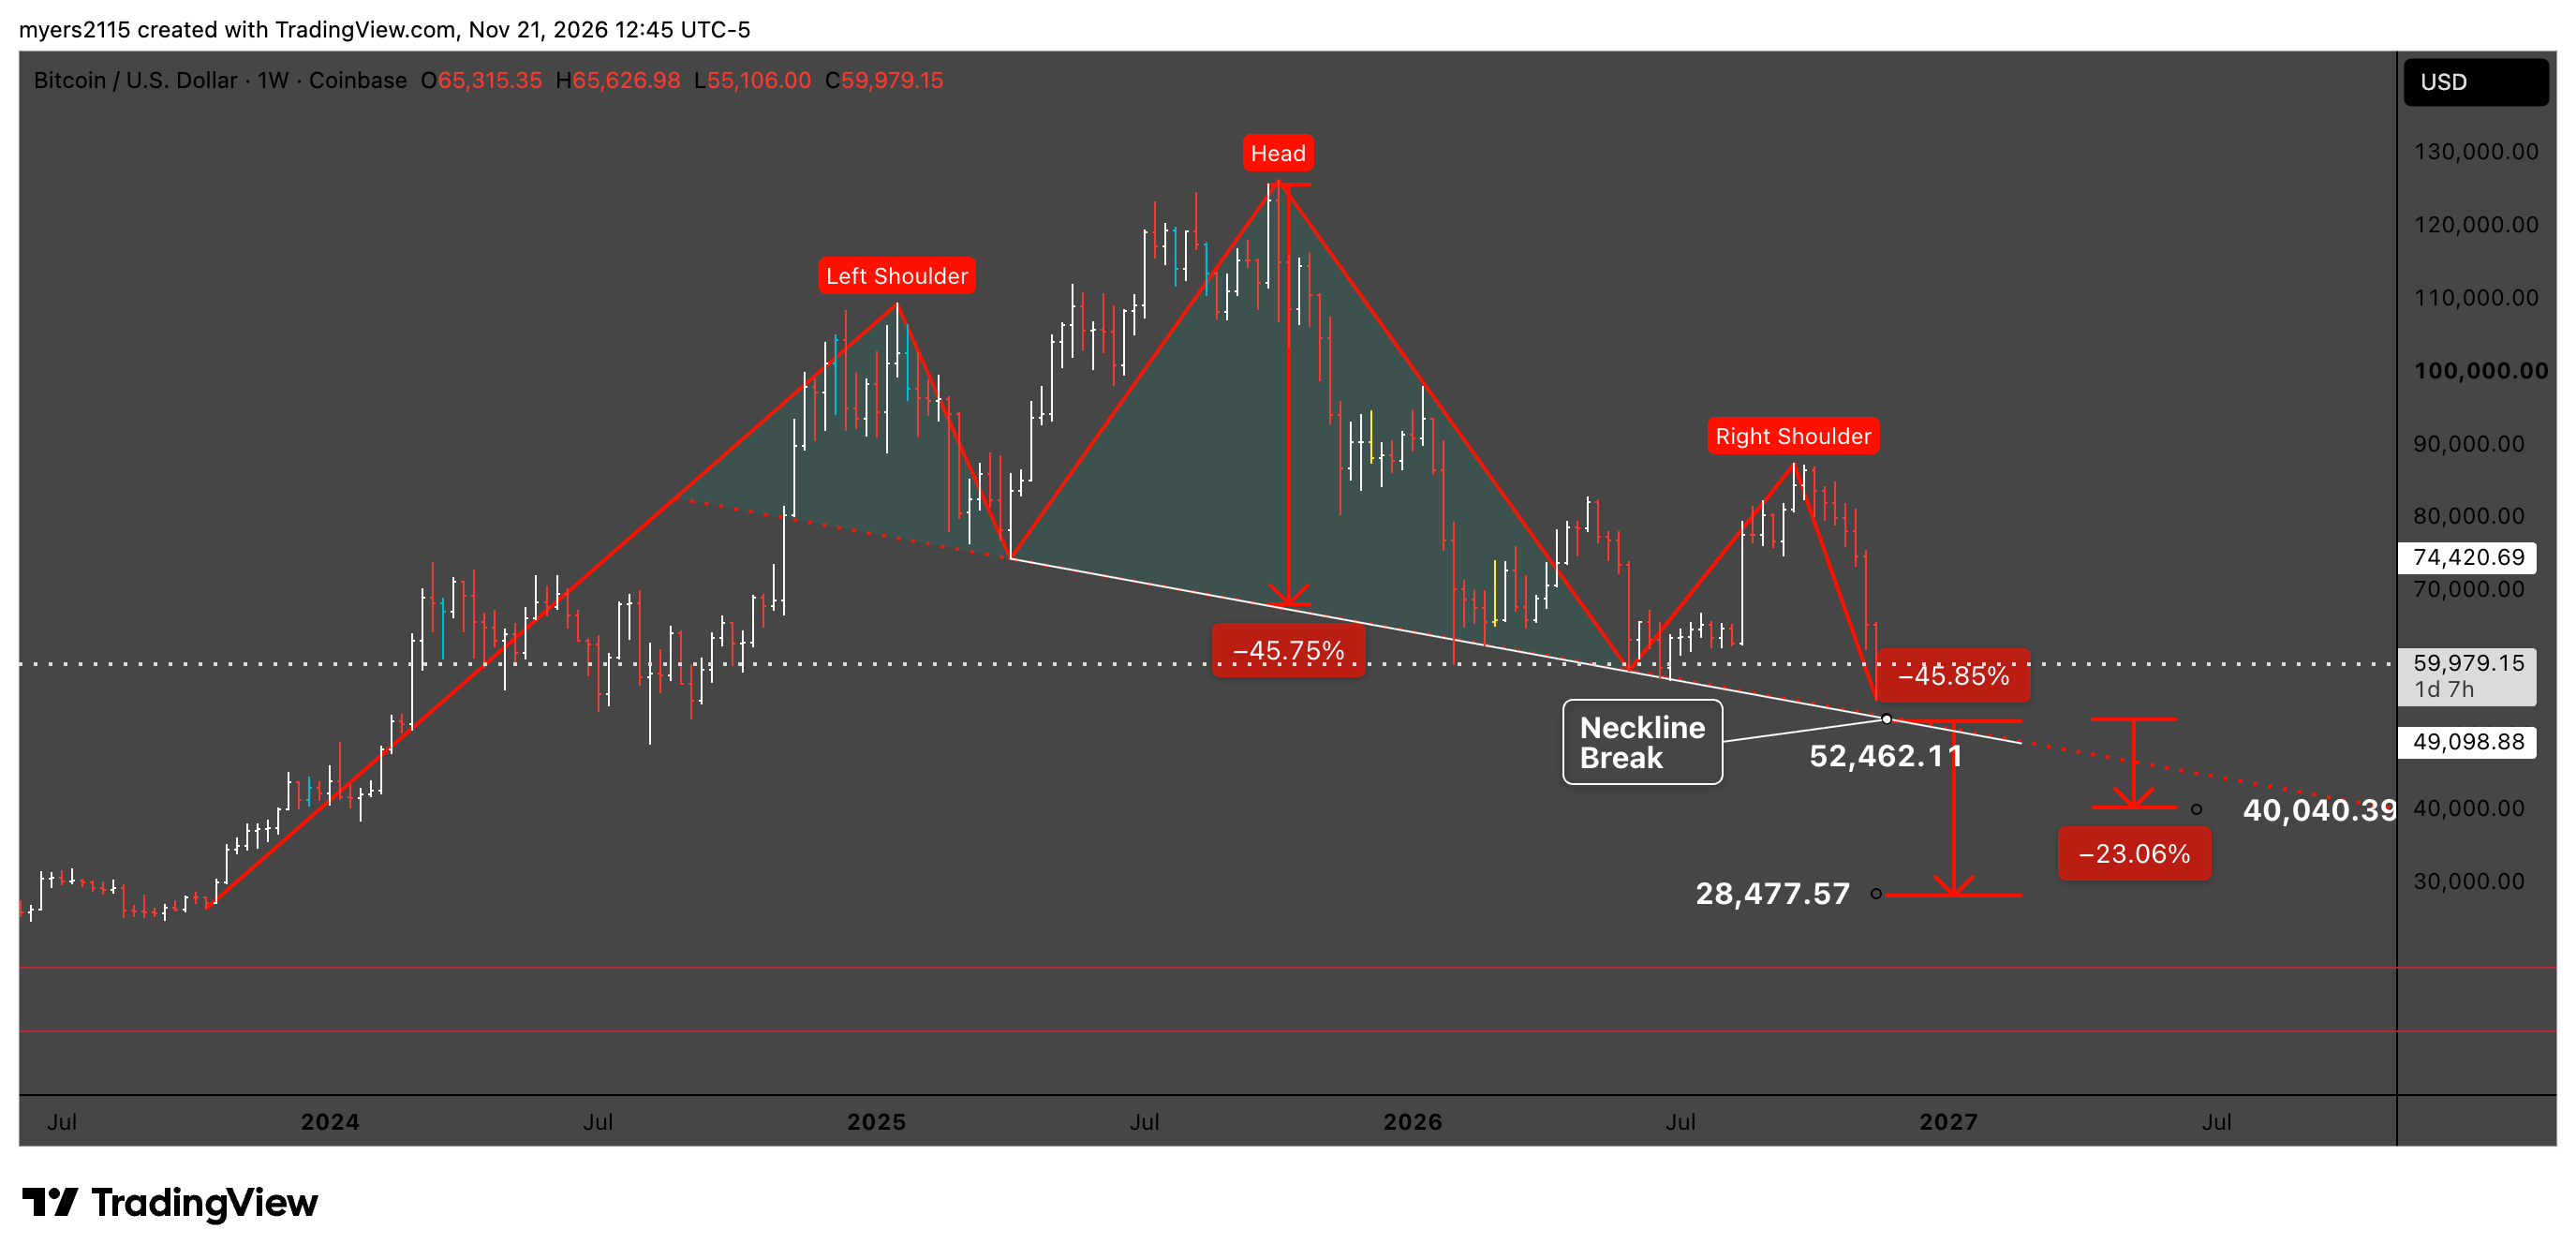 myers2115 created with TradingView.com, Nov 21, 2026 12:45 UTC-5
Bitcoin / U.S. Dollar · 1W · Coinbase O65,315.35 H65,626.98 L55,106.00 C59,979.15
USD
Head
130,000.00
120,000.00
Left Shoulder
110,000.00
100,000.00
Right Shoulder
90,000.00
80,000.00
74,420.69
70,000.00
−45.75%
59,979.15
1d 7h
−45.85%
Neckline
Break
52,462.11
49,098.88
40,040.39
40,000.00
−23.06%
28,477.57
30,000.00
Jul 2024 Jul 2025 Jul 2026 Jul 2027 Jul
TradingView